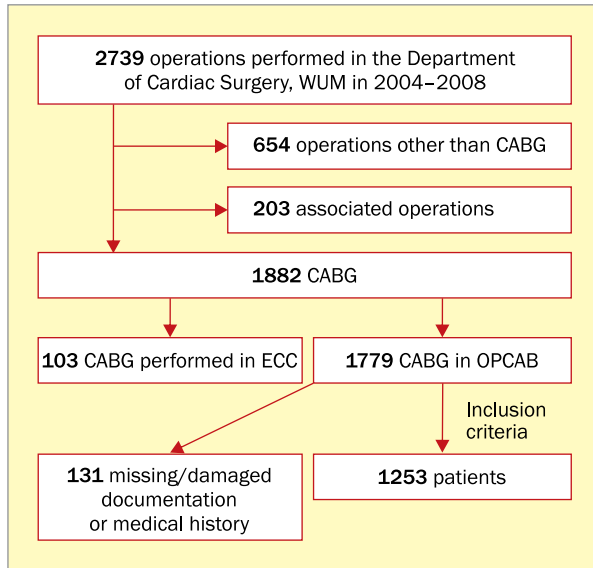 2739 operations performed in the Department
of Cardiac Surgery, WUM in 2004–2008
654 operations other than CABG
203 associated operations
1882 CABG
103 CABG performed in ECC
1779 CABG in OPCAB
Inclusion
criteria
131 missing/damaged
documentation
or medical history
1253 patients